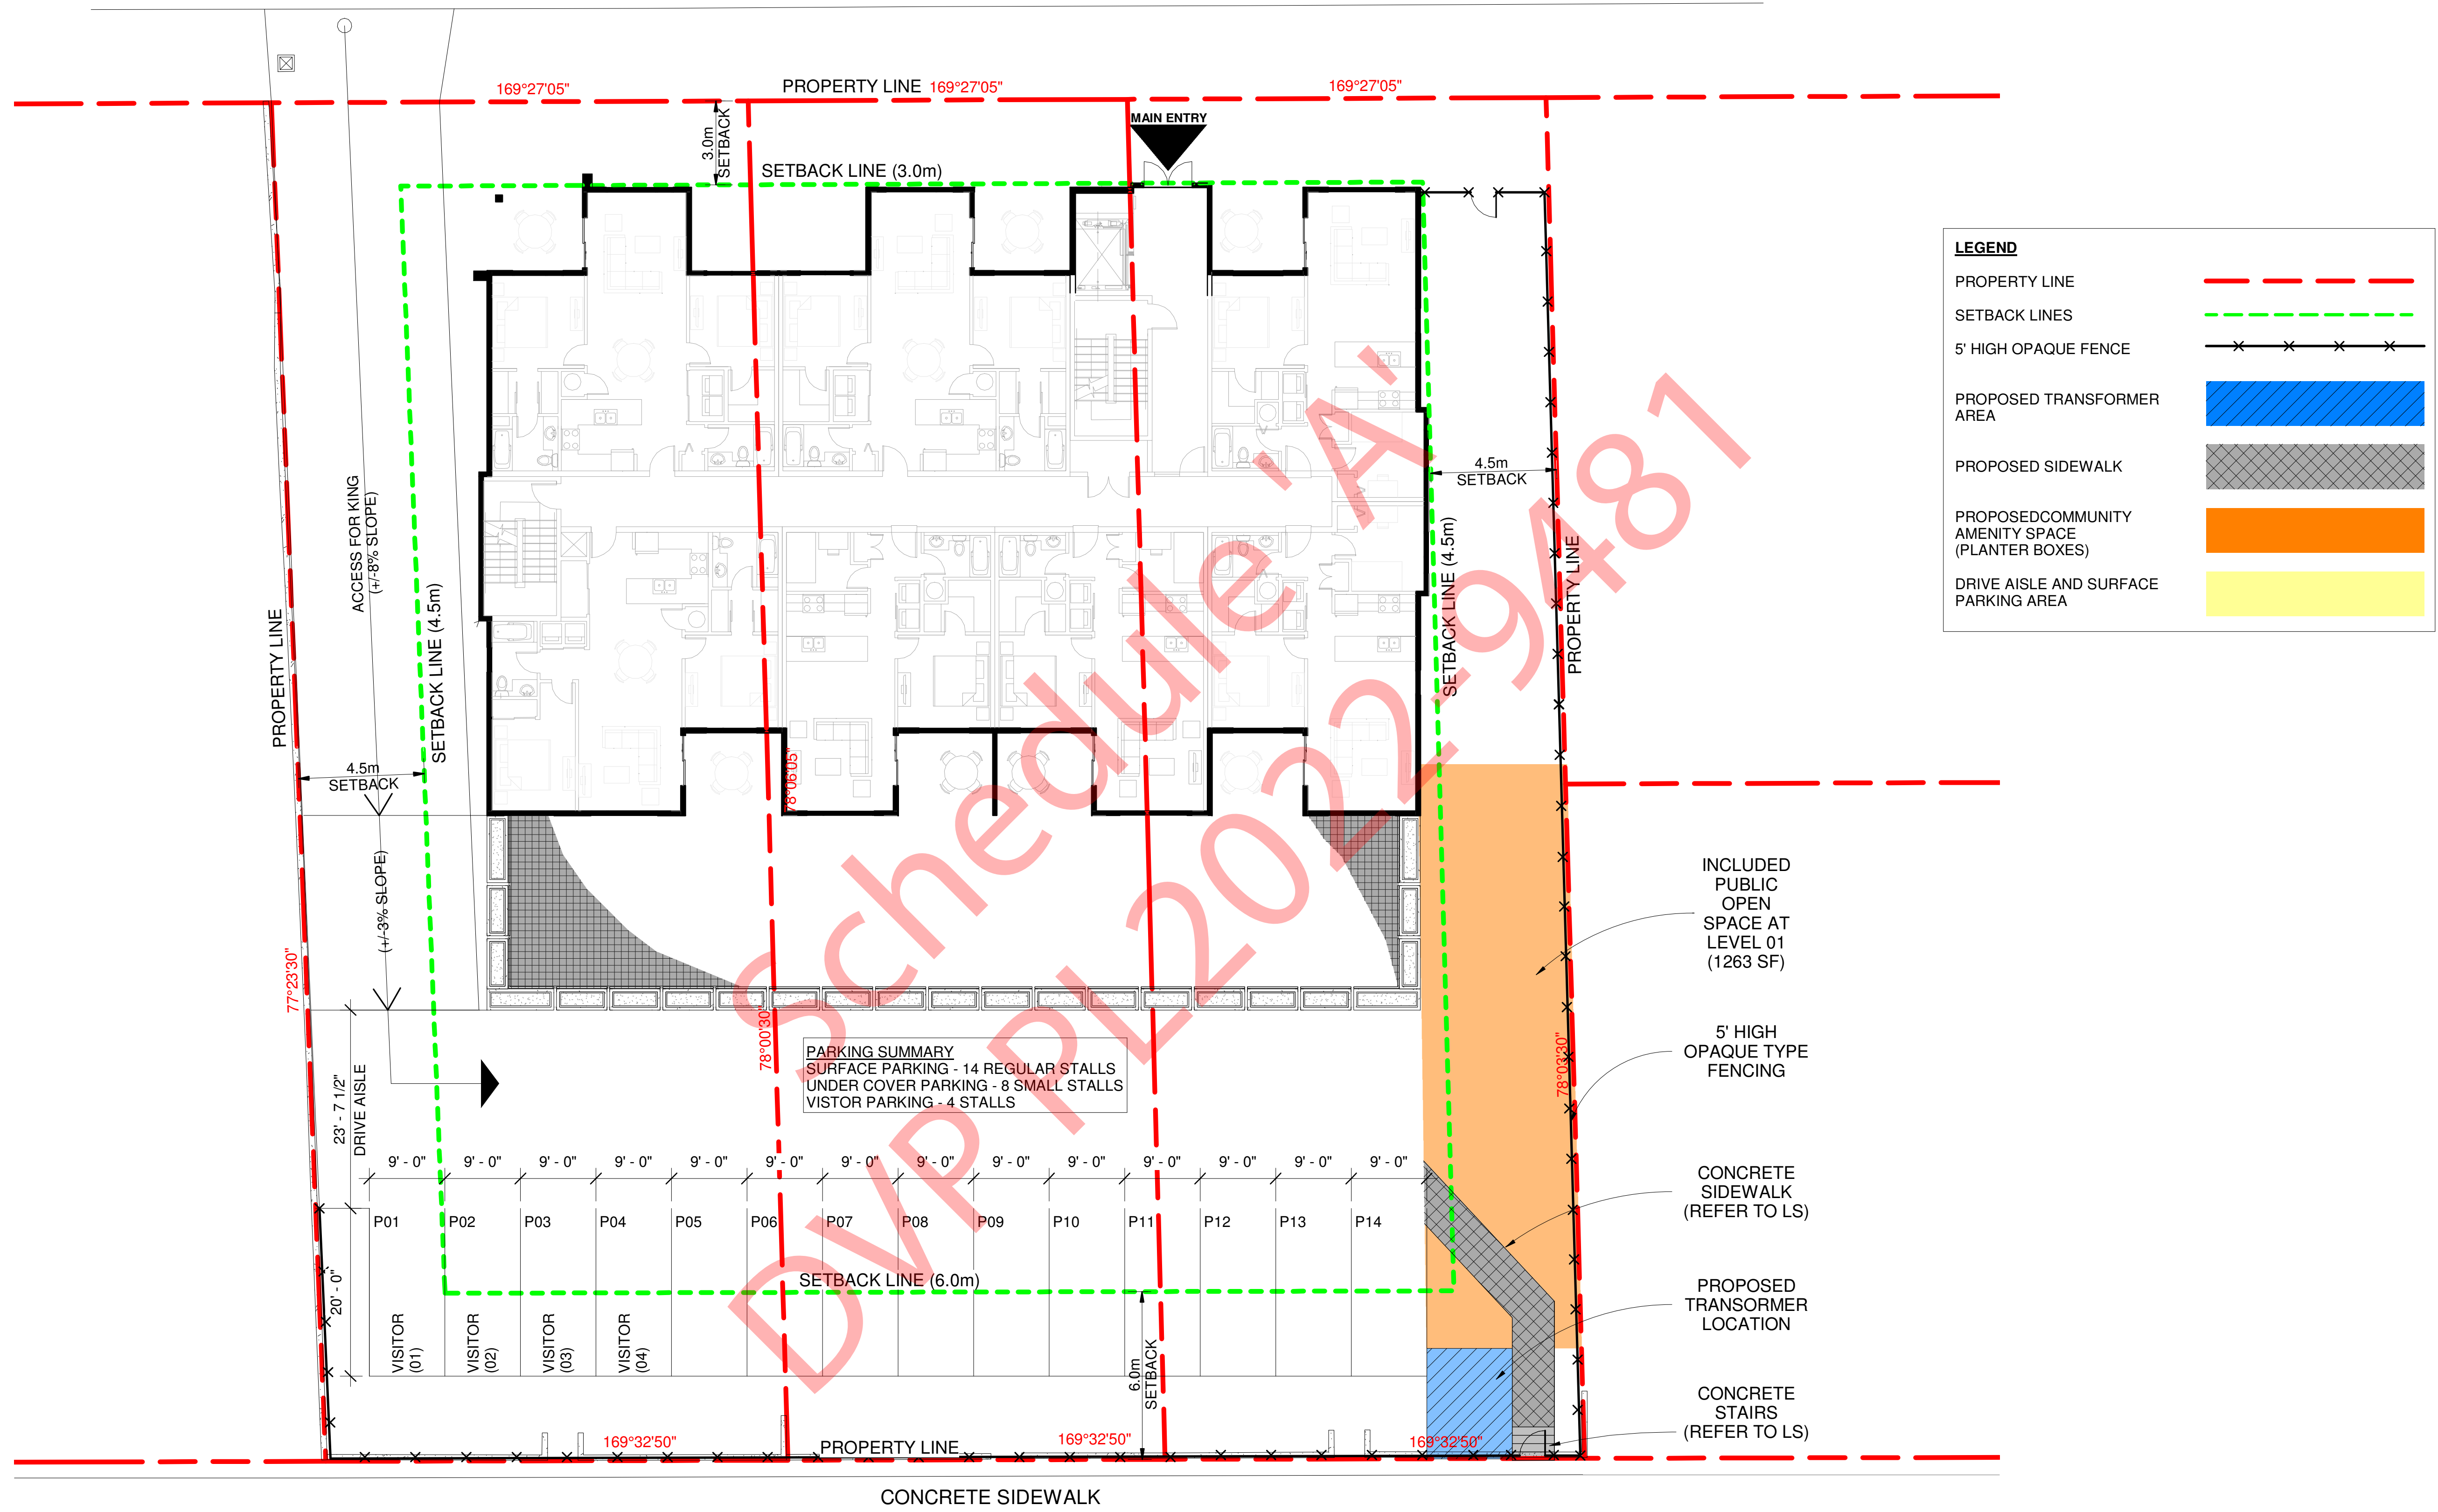 169°27'05"
PROPERTY LINE
169°27'05"
169°27'05"
3.0m
SETBACK
MAIN ENTRY
SETBACK LINE (3.0m)
LEGEND
PROPERTY LINE
SETBACK LINES
5' HIGH OPAQUE FENCE
PROPOSED TRANSFORMER
AREA
PROPOSED SIDEWALK
PROPOSEDCOMMUNITY
AMENITY SPACE
(PLANTER BOXES)
DRIVE AISLE AND SURFACE
PARKING AREA
ACCESS FOR KING
(+/-8% SLOPE)
SETBACK LINE (4.5m)
PROPERTY LINE
4.5m
SETBACK
4.5m
SETBACK
SETBACK LINE (4.5m)
PROPERTY LINE
Schedule 'A'
DVP PL2022-9481
78°06'05"
(+/-3% SLOPE)
77°23'30"
78°00'30"
78°03'30"
INCLUDED
PUBLIC
OPEN
SPACE AT
LEVEL 01
(1263 SF)
5' HIGH
OPAQUE TYPE
FENCING
PARKING SUMMARY
SURFACE PARKING - 14 REGULAR STALLS
UNDER COVER PARKING - 8 SMALL STALLS
VISTOR PARKING - 4 STALLS
23' - 7 1/2"
DRIVE AISLE
9' - 0"
9' - 0"
9' - 0"
9' - 0"
9' - 0"
9' - 0"
9' - 0"
9' - 0"
9' - 0"
9' - 0"
9' - 0"
9' - 0"
9' - 0"
9' - 0"
P01
P02
P03
P04
P05
P06
P07
P08
P09
P10
P11
P12
P13
P14
CONCRETE
SIDEWALK
(REFER TO LS)
SETBACK LINE (6.0m)
20' - 0"
VISITOR
(01)
VISITOR
(02)
VISITOR
(03)
VISITOR
(04)
6.0m
SETBACK
PROPOSED
TRANSORMER
LOCATION
CONCRETE
STAIRS
(REFER TO LS)
169°32'50"
PROPERTY LINE
169°32'50"
169°32'50"
CONCRETE SIDEWALK